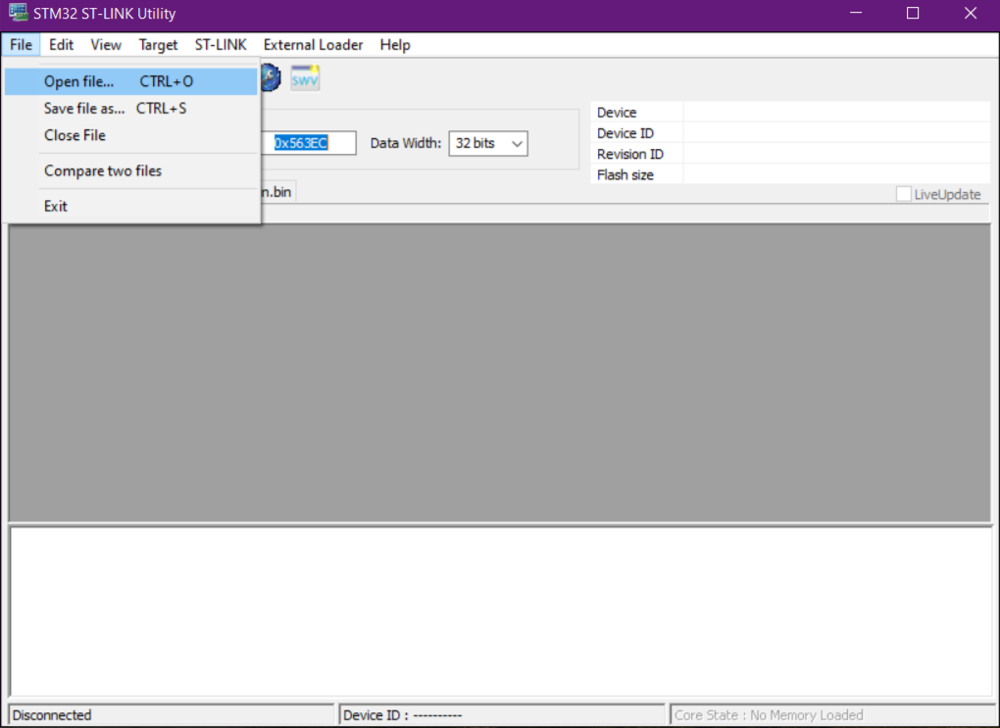 STM32 ST-LINK Utility
File Edit View Target ST-LINK External Loader Help
Open file... CTRL+O
Save file as... CTRL+S
Close File
Compare two files
Exit
SWV
0x563EC Data Width: 32 bits
n.bin
Device
Device ID
Revision ID
Flash size
LiveUpdate
Disconnected Device ID : ---------- Core State : No Memory Loaded